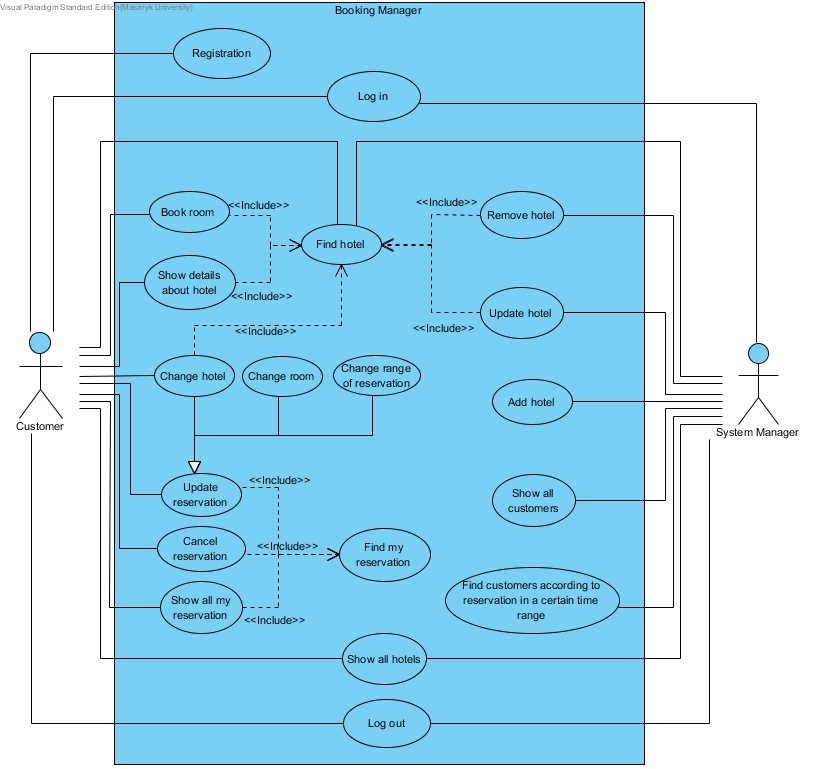 Visual Paradigm Standard Edition(Masaryk University)
Booking Manager
Registration
Log in
Book room
<<Include>>
<<Include>>
Remove hotel
Find hotel
Show details
about hotel
<<Include>>
Update hotel
<<Include>>
<<Include>>
Change hotel
Change room
Change range
of reservation
Add hotel
Customer
System Manager
Update
reservation
<<Include>>
Show all
customers
Cancel
reservation
<<Include>>
Find my
reservation
Show all my
reservation
<<Include>>
Find customers according to
reservation in a certain time
range
Show all hotels
Log out